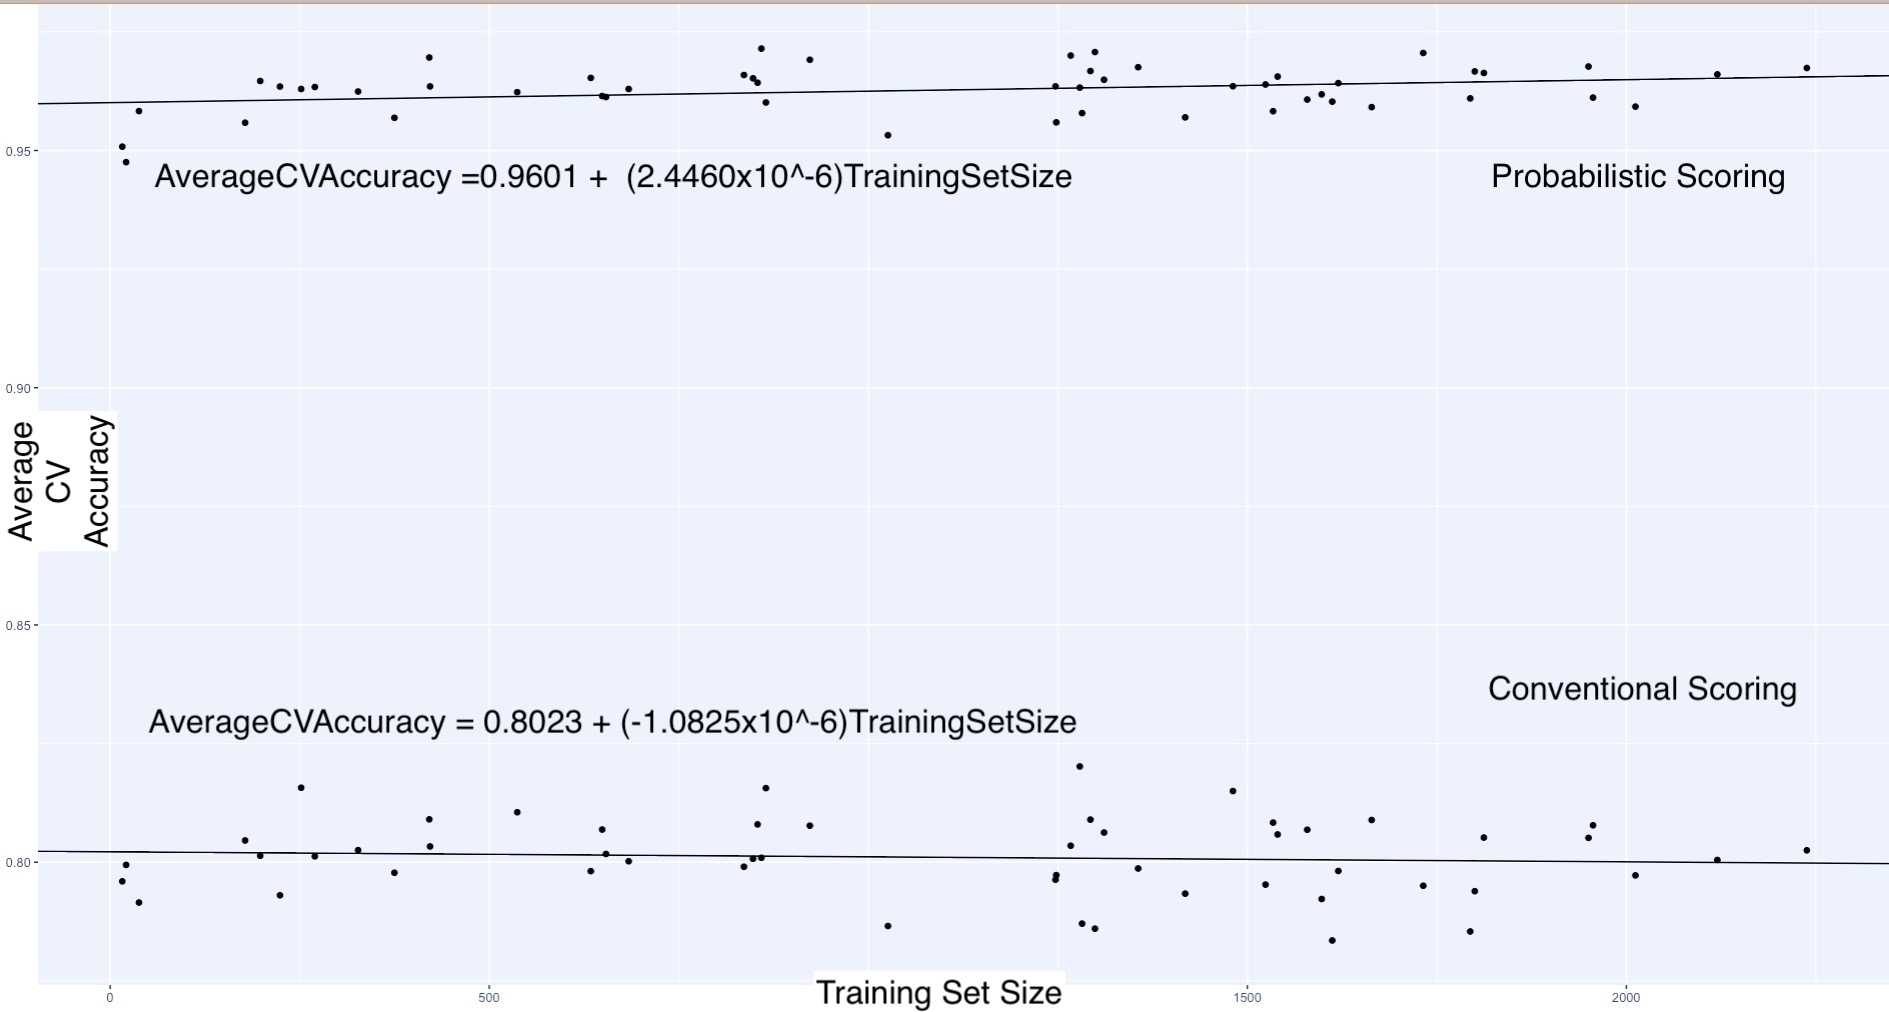 0.95
AverageCVAccuracy =0.9601 + (2.4460x10^-6)TrainingSetSize
Probabilistic Scoring
0.90
Average
CV
Accuracy
0.85
Conventional Scoring
AverageCVAccuracy = 0.8023 + (-1.0825x10^-6)TrainingSetSize
0.80
0
500
1500
2000
Training Set Size